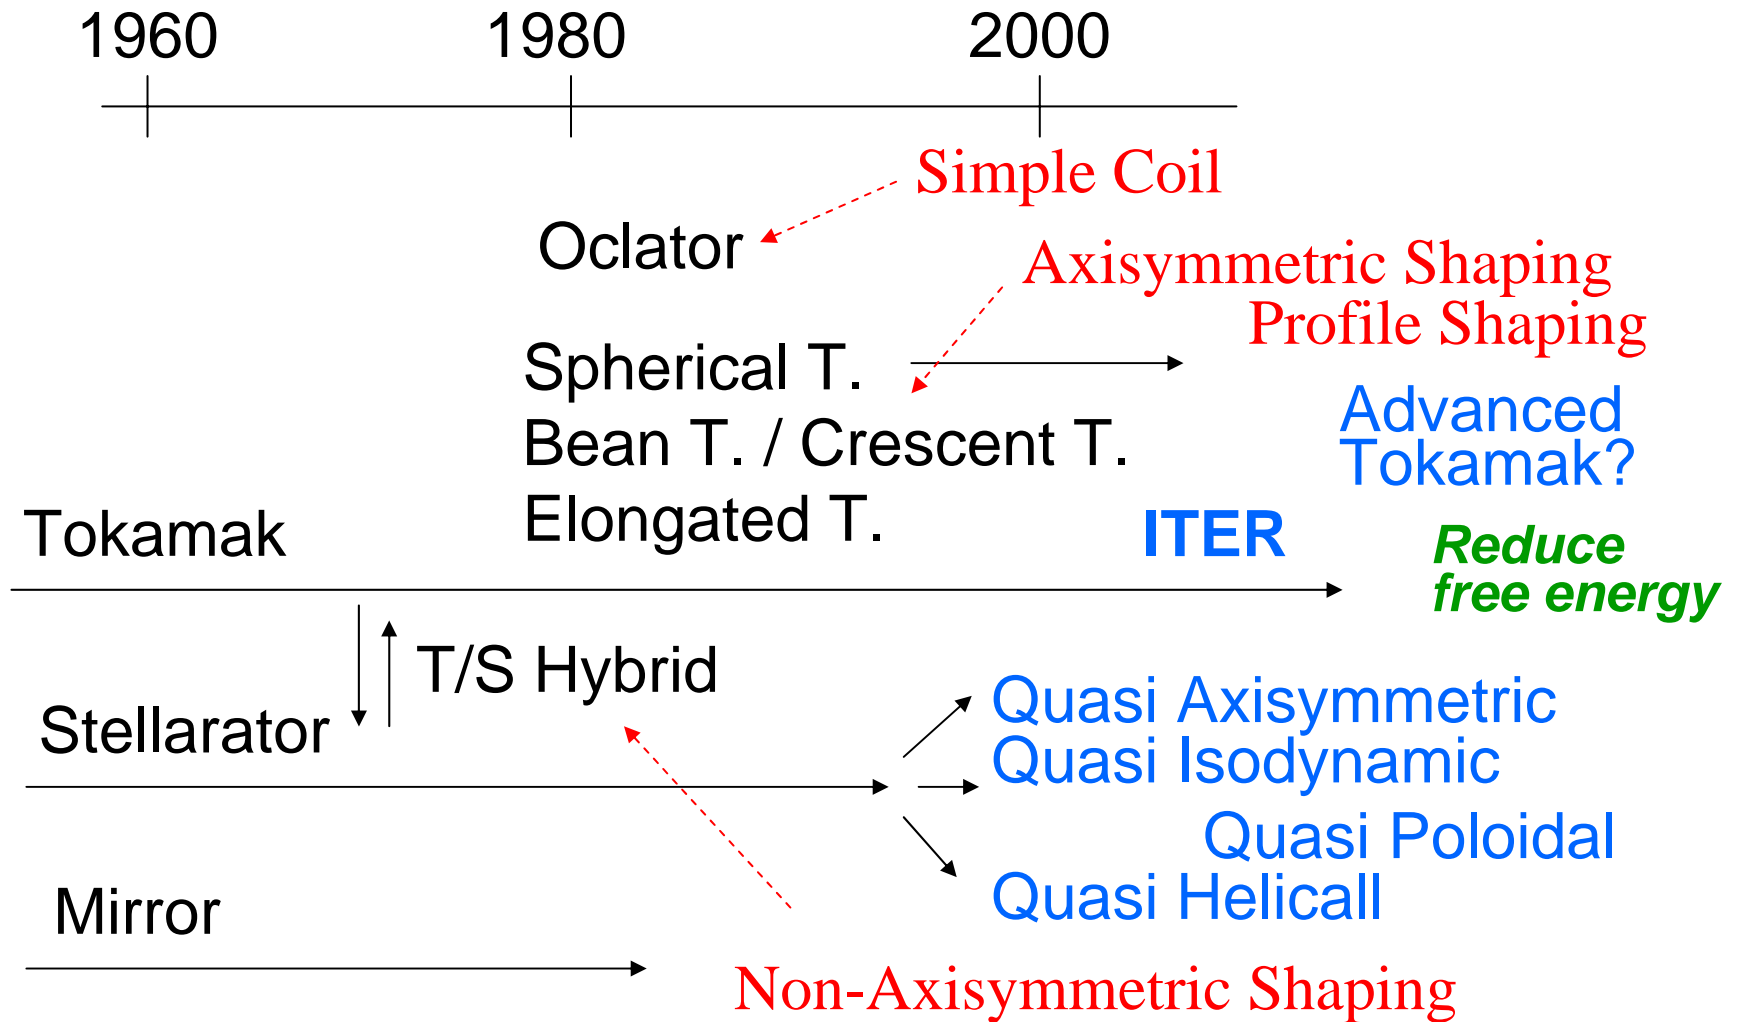 1960 1980 2000
Simple Coil
Oclator
Axisymmetric Shaping
Profile Shaping
Spherical T.
Bean T. / Crescent T.
Elongated T.
Advanced
Tokamak?
Tokamak
ITER
Reduce
free energy
T/S Hybrid
Stellarator
Quasi Axisymmetric
Quasi Isodynamic
Quasi Poloidal
Quasi Helicall
Mirror
Non-Axisymmetric Shaping